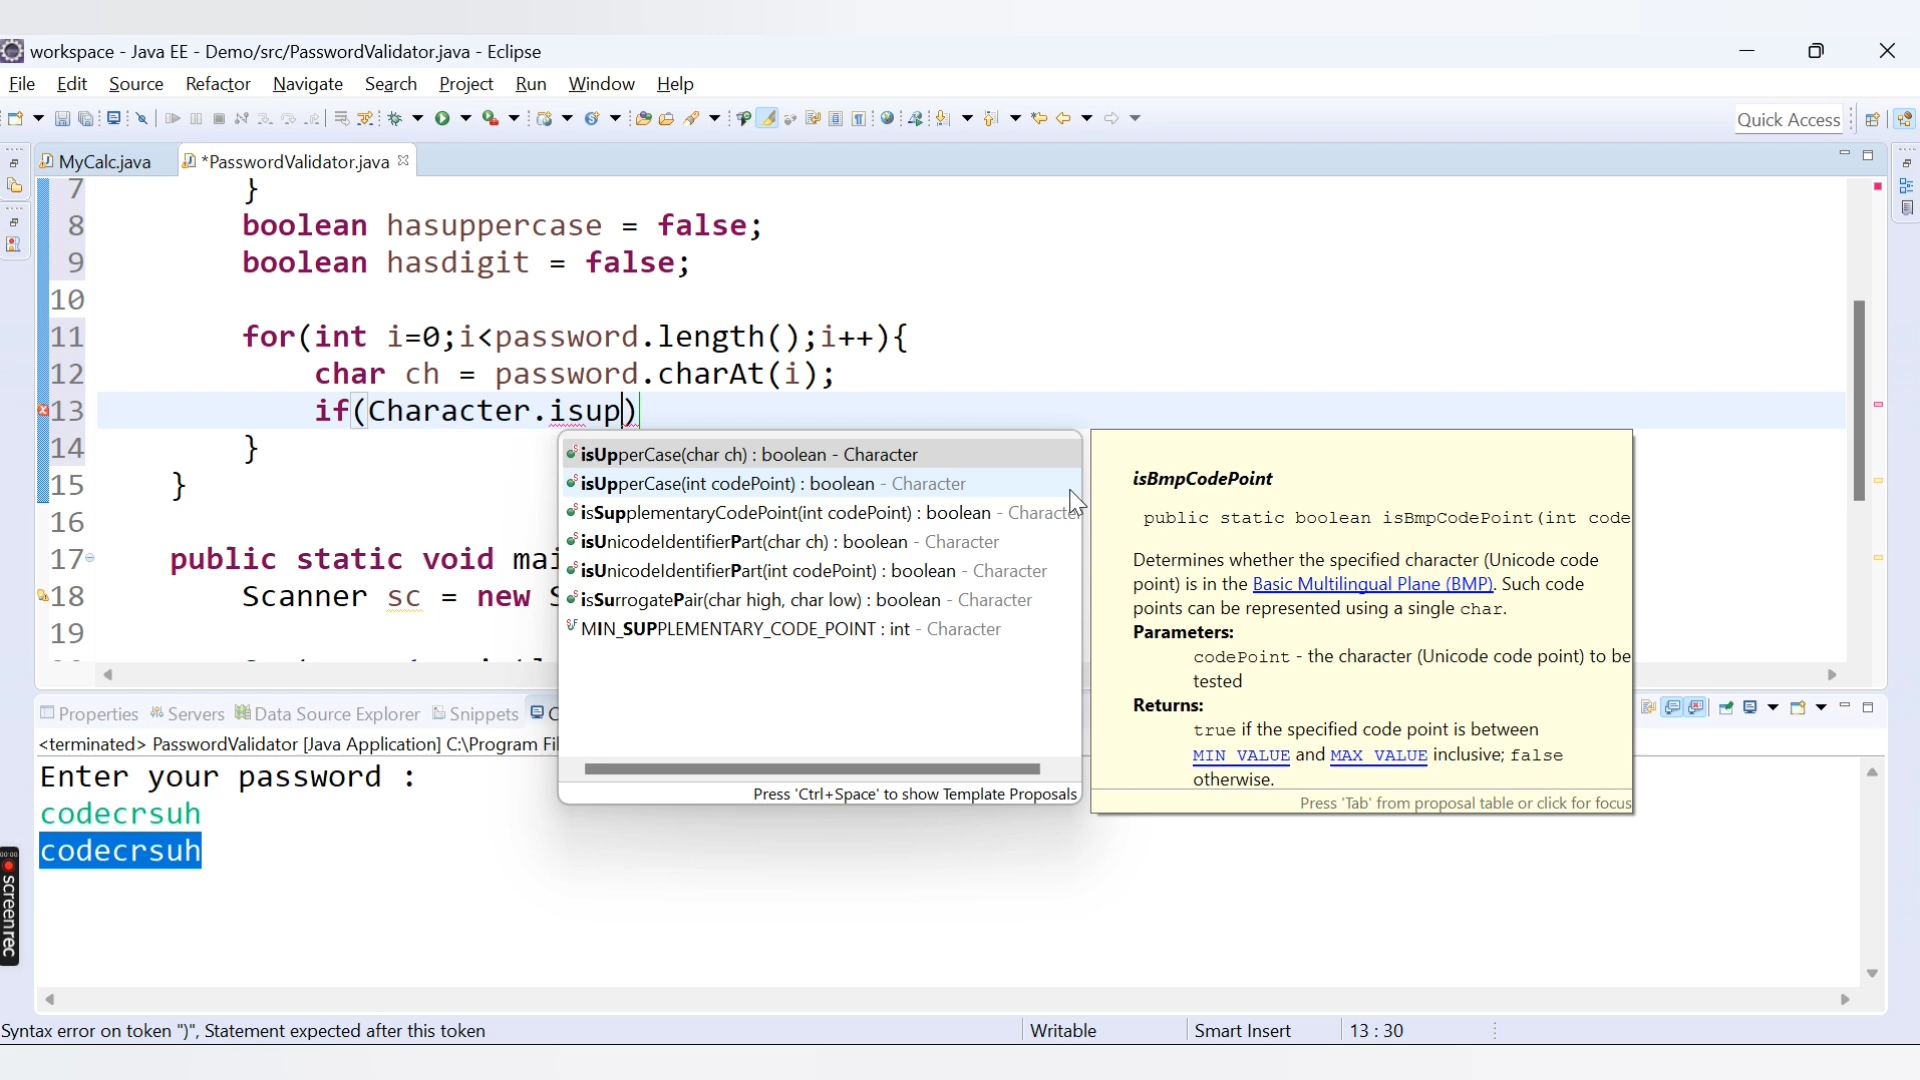 workspace - Java EE - Demo/src/PasswordValidator.java - Eclipse
File Edit Source Refactor Navigate Search Project Run Window Help
Quick Access
MyCalc.java *PasswordValidator.java
7 }
8 boolean hasuppercase = false;
9 boolean hasdigit = false;
10
11 for(int i=0;i<password.length();i++){
12 char ch = password.charAt(i);
13 if(Character.isup)
14 }
15 }
16
17 public static void mai
18 Scanner sc = new S
19
isUpperCase(char ch) : boolean - Character
isUpperCase(int codePoint) : boolean - Character
isSupplementaryCodePoint(int codePoint) : boolean - Character
isUnicodeIdentifierPart(char ch) : boolean - Character
isUnicodeIdentifierPart(int codePoint) : boolean - Character
isSurrogatePair(char high, char low) : boolean - Character
MIN_SUPPLEMENTARY_CODE_POINT : int - Character
Press 'Ctrl+Space' to show Template Proposals
isBmpCodePoint
public static boolean isBmpCodePoint(int code
Determines whether the specified character (Unicode code
point) is in the Basic Multilingual Plane (BMP). Such code
points can be represented using a single char.
Parameters:
codePoint - the character (Unicode code point) to be
tested
Returns:
true if the specified code point is between
MIN_VALUE and MAX_VALUE inclusive; false
otherwise.
Press 'Tab' from proposal table or click for focus
Properties Servers Data Source Explorer Snippets C
<terminated> PasswordValidator [Java Application] C:\Program Fil
Enter your password :
codecrsuh
codecrsuh
00:00
screenrec
Syntax error on token ")", Statement expected after this token
Writable Smart Insert 13 : 30